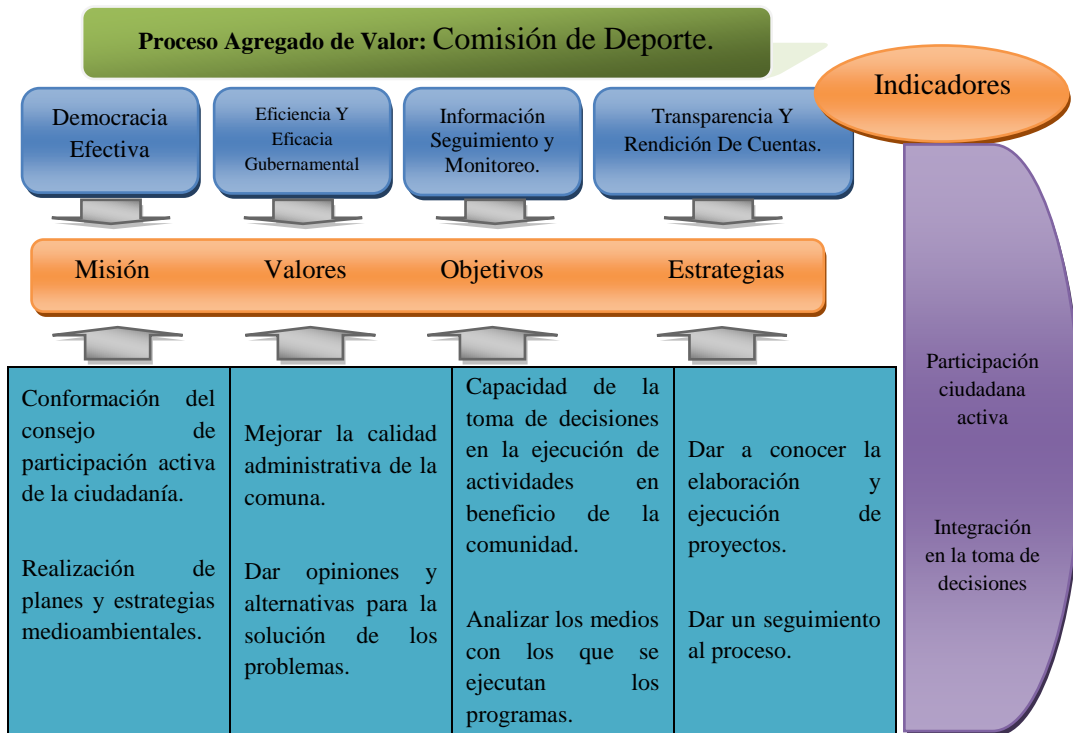 Proceso Agregado de Valor: Comisión de Deporte.
Indicadores
Democracia
Efectiva
Eficiencia Y
Eficacia
Gubernamental
Información
Seguimiento y
Monitoreo.
Transparencia Y
Rendición De Cuentas.
Misión Valores Objetivos Estrategias
Conformación del
consejo de
participación activa
de la ciudadanía.
Realización de
planes y estrategias
medioambientales.
Mejorar la calidad
administrativa de la
comuna.
Dar opiniones y
alternativas para la
solución de los
problemas.
Capacidad de la
toma de decisiones
en la ejecución de
actividades en
beneficio de la
comunidad.
Analizar los medios
con los que se
ejecutan los
programas.
Dar a conocer la
elaboración y
ejecución de
proyectos.
Dar un seguimiento
al proceso.
Participación
ciudadana
activa
Integración
en la toma de
decisiones